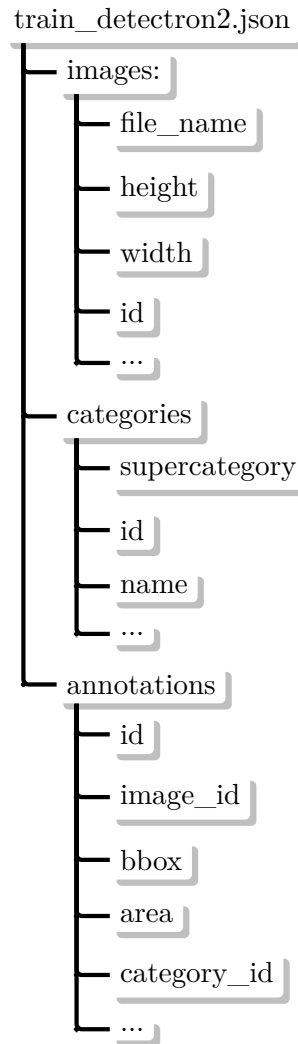 train_detectron2.json
images:
file_name
height
width
id
...
categories
supercategory
id
name
...
annotations
id
image_id
bbox
area
category_id
...